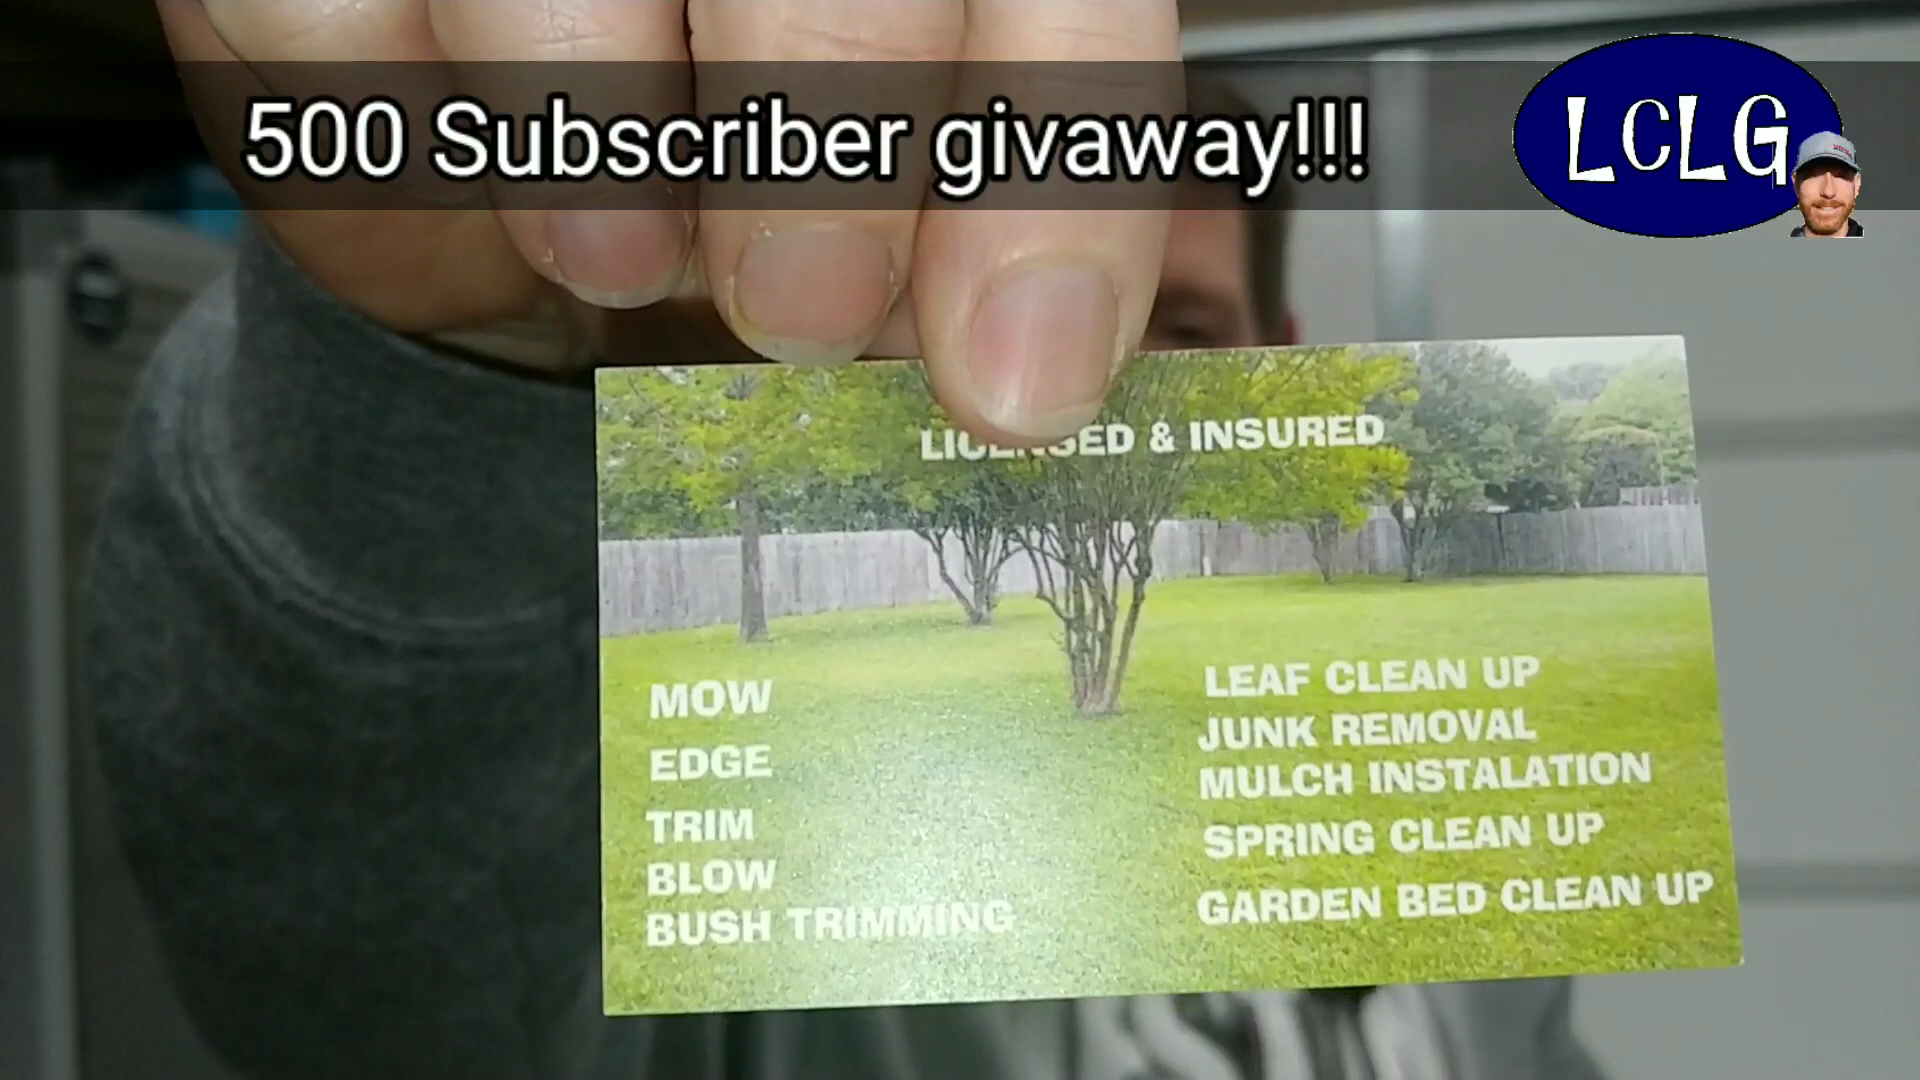 500 Subscriber givaway!!!
LCLG
LICENSED & INSURED
MOW
EDGE
TRIM
BLOW
BUSH TRIMMING
LEAF CLEAN UP
JUNK REMOVAL
MULCH INSTALATION
SPRING CLEAN UP
GARDEN BED CLEAN UP